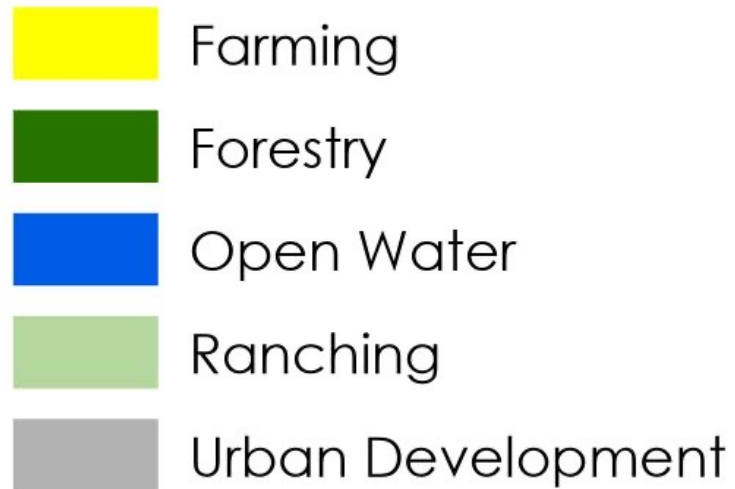 Farming
Forestry
Open Water
Ranching
Urban Development